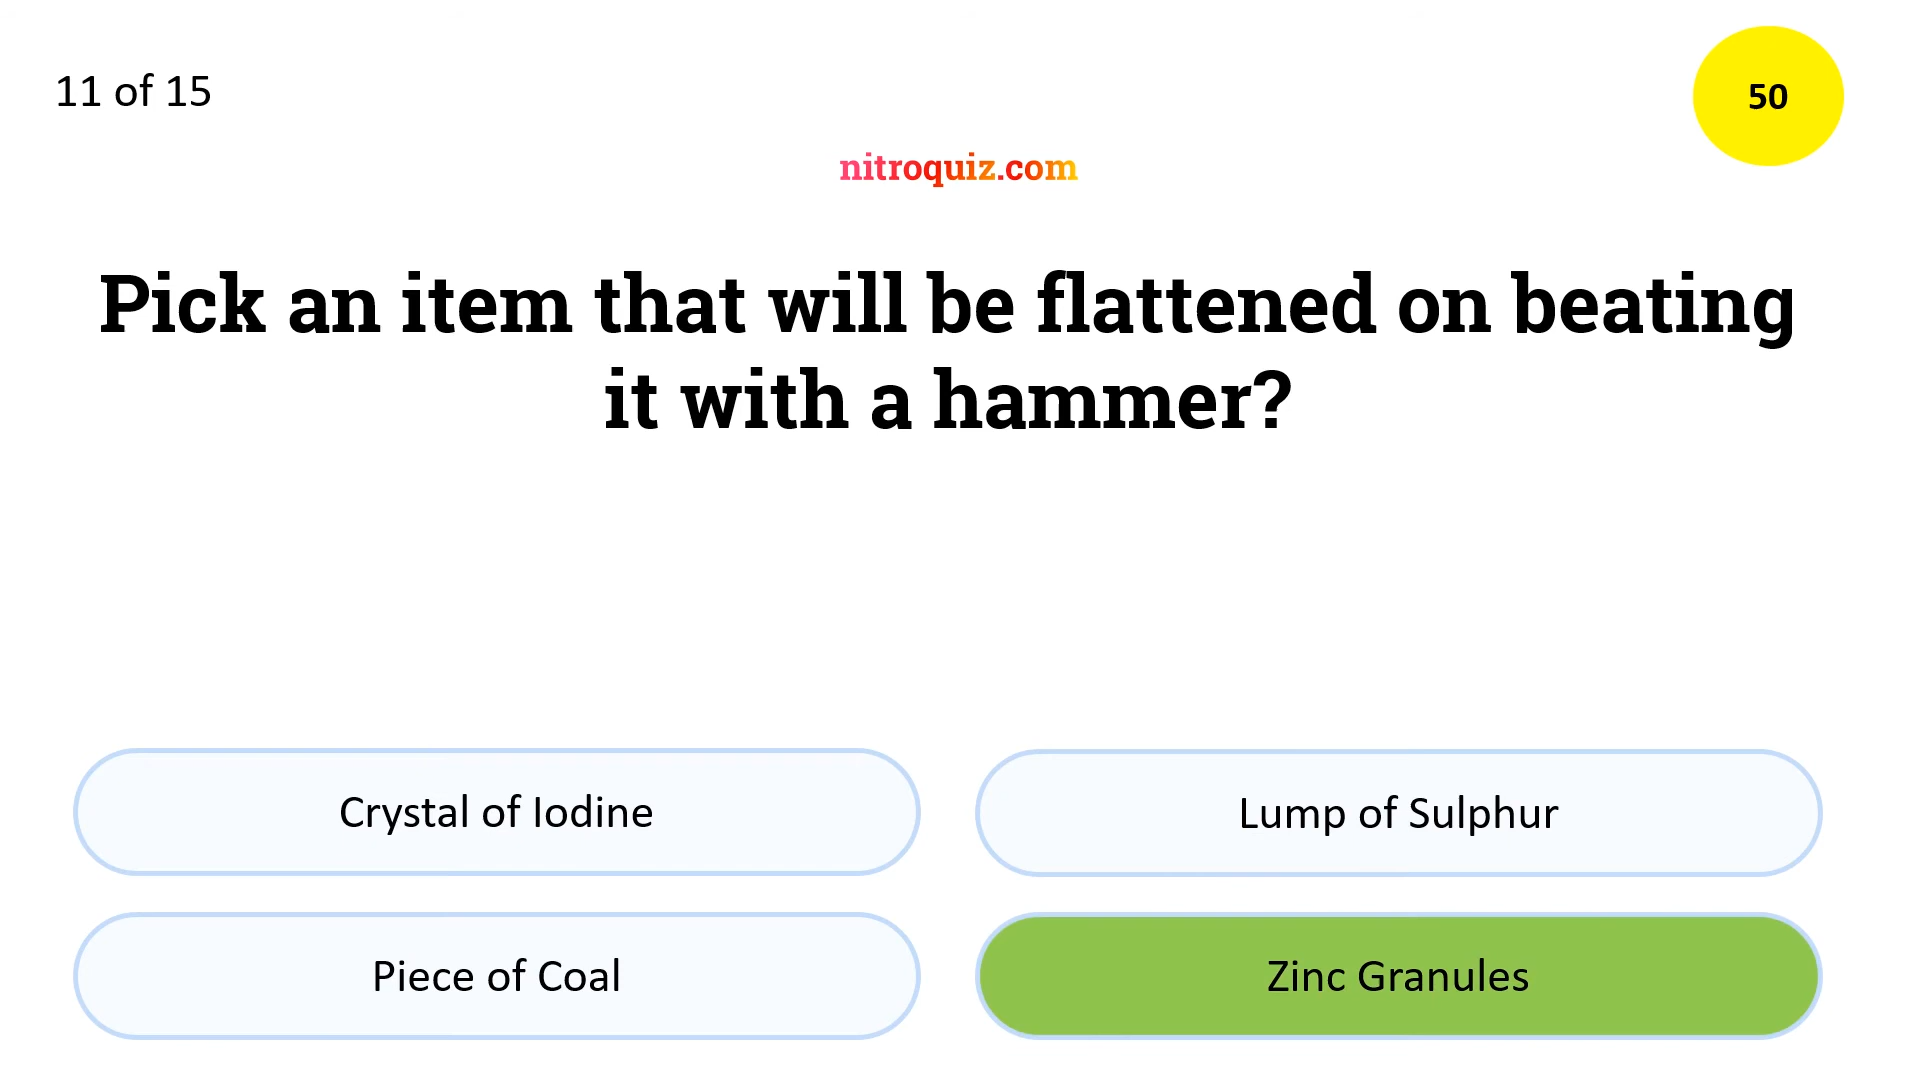 11 of 15
50
nitroquiz.com
Pick an item that will be flattened on beating
it with a hammer?
Crystal of Iodine
Lump of Sulphur
Piece of Coal
Zinc Granules